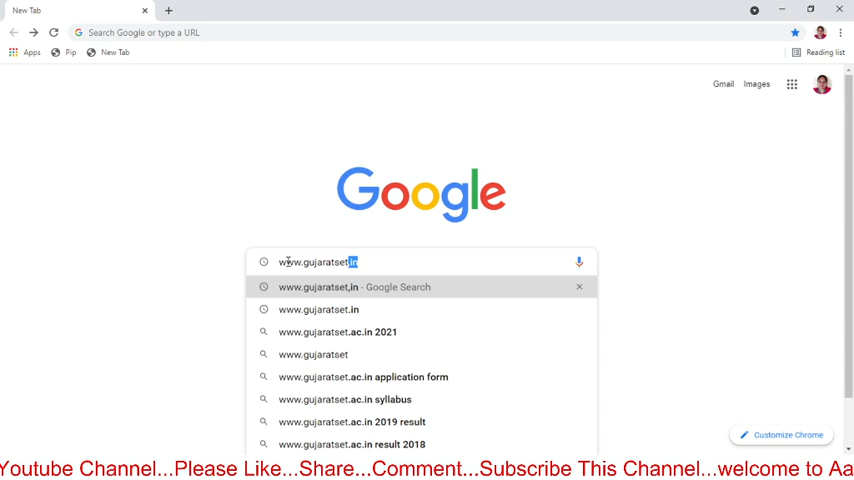 New Tab
Search Google or type a URL
Apps Pip New Tab Reading list
Gmail Images
Google
www.gujaratset,in
www.gujaratset,in - Google Search
www.gujaratset.in
www.gujaratset.ac.in 2021
www.gujaratset
www.gujaratset.ac.in application form
www.gujaratset.ac.in syllabus
www.gujaratset.ac.in 2019 result
Customize Chrome
www.gujaratset.ac.in result 2018
Youtube Channel...Please Like...Share...Comment...Subscribe This Channel...welcome to Aa